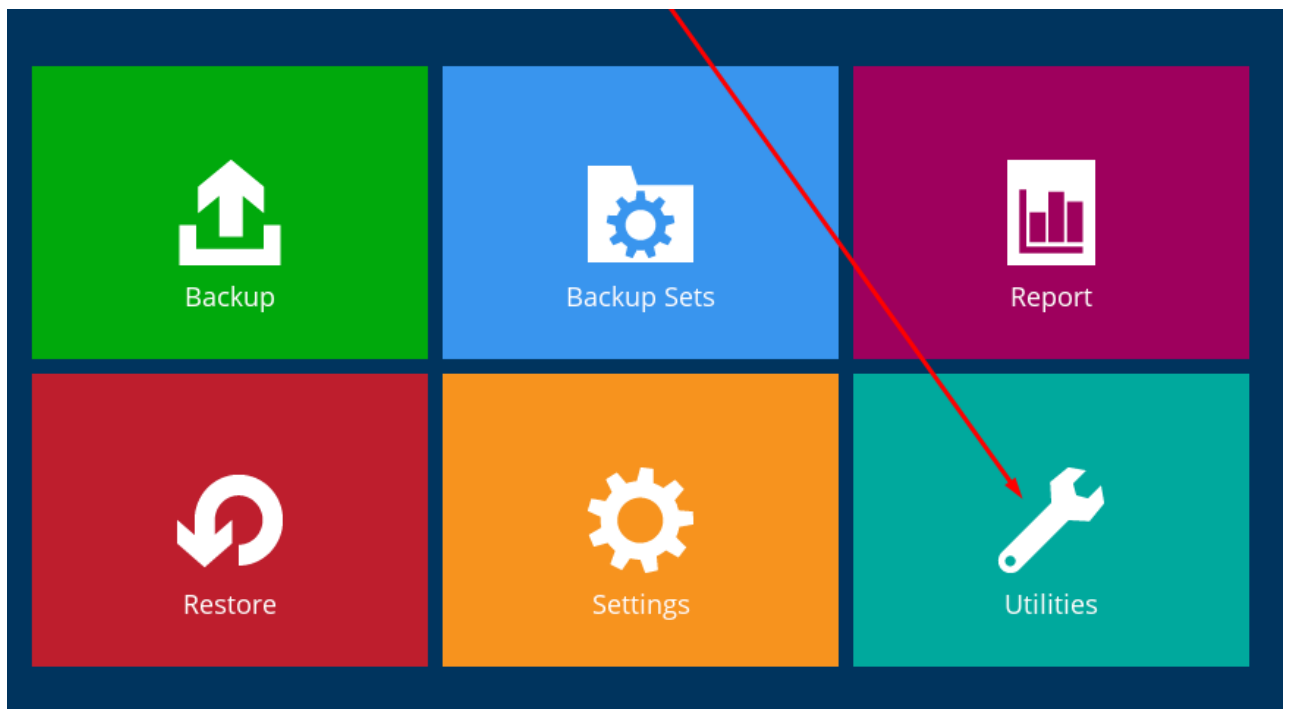 Backup
Backup Sets
Report
Restore
Settings
Utilities